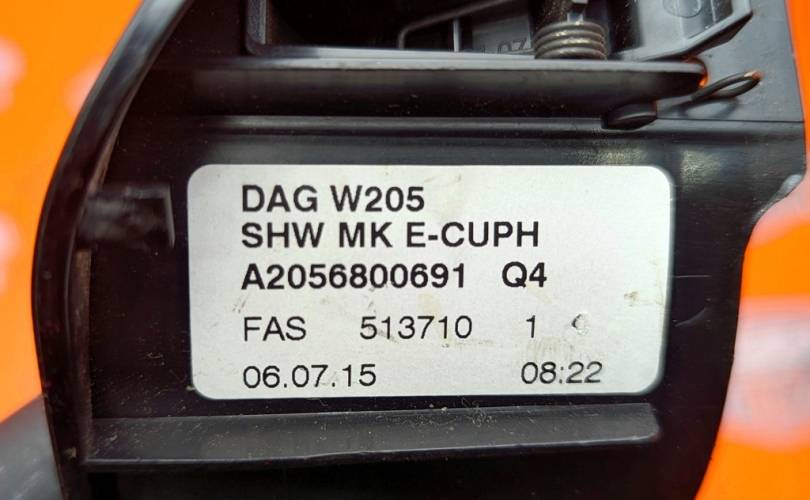 DAG W205
SHW MK E-CUPH
A2056800691 Q4
FAS 513710 1
06.07.15 08:22